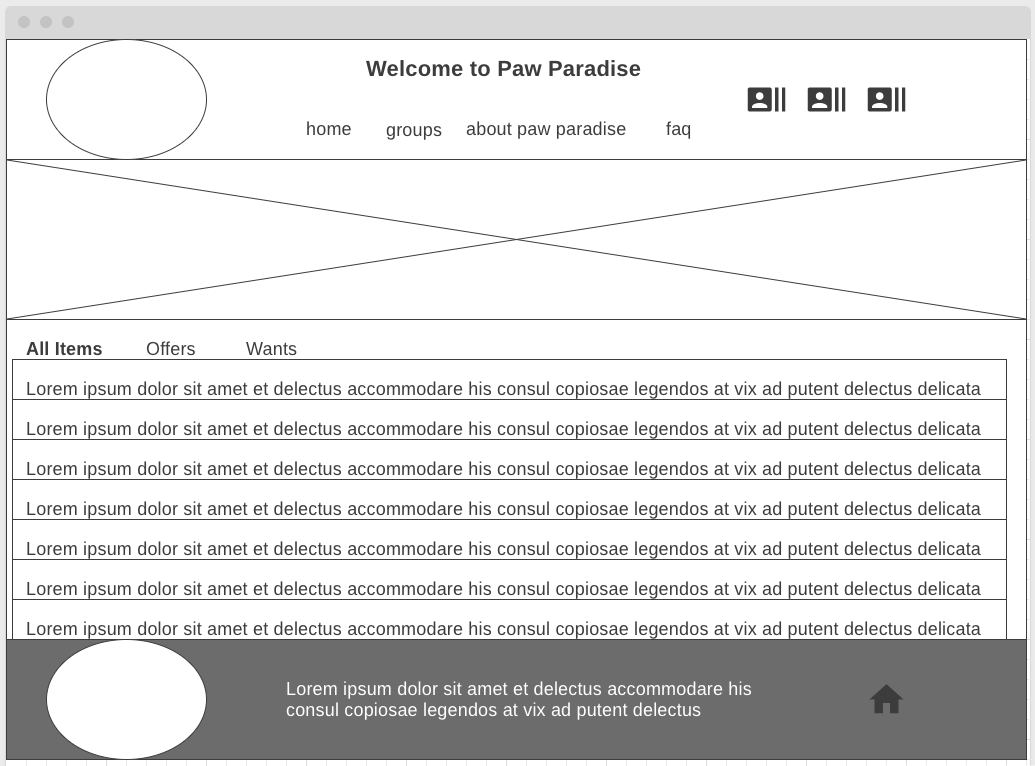 Welcome to Paw Paradise
home groups about paw paradise faq
All Items Offers Wants
Lorem ipsum dolor sit amet et delectus accommodare his consul copiosae legendos at vix ad putent delectus delicata
Lorem ipsum dolor sit amet et delectus accommodare his consul copiosae legendos at vix ad putent delectus delicata
Lorem ipsum dolor sit amet et delectus accommodare his consul copiosae legendos at vix ad putent delectus delicata
Lorem ipsum dolor sit amet et delectus accommodare his consul copiosae legendos at vix ad putent delectus delicata
Lorem ipsum dolor sit amet et delectus accommodare his consul copiosae legendos at vix ad putent delectus delicata
Lorem ipsum dolor sit amet et delectus accommodare his consul copiosae legendos at vix ad putent delectus delicata
Lorem ipsum dolor sit amet et delectus accommodare his consul copiosae legendos at vix ad putent delectus delicata
Lorem ipsum dolor sit amet et delectus accommodare his
consul copiosae legendos at vix ad putent delectus